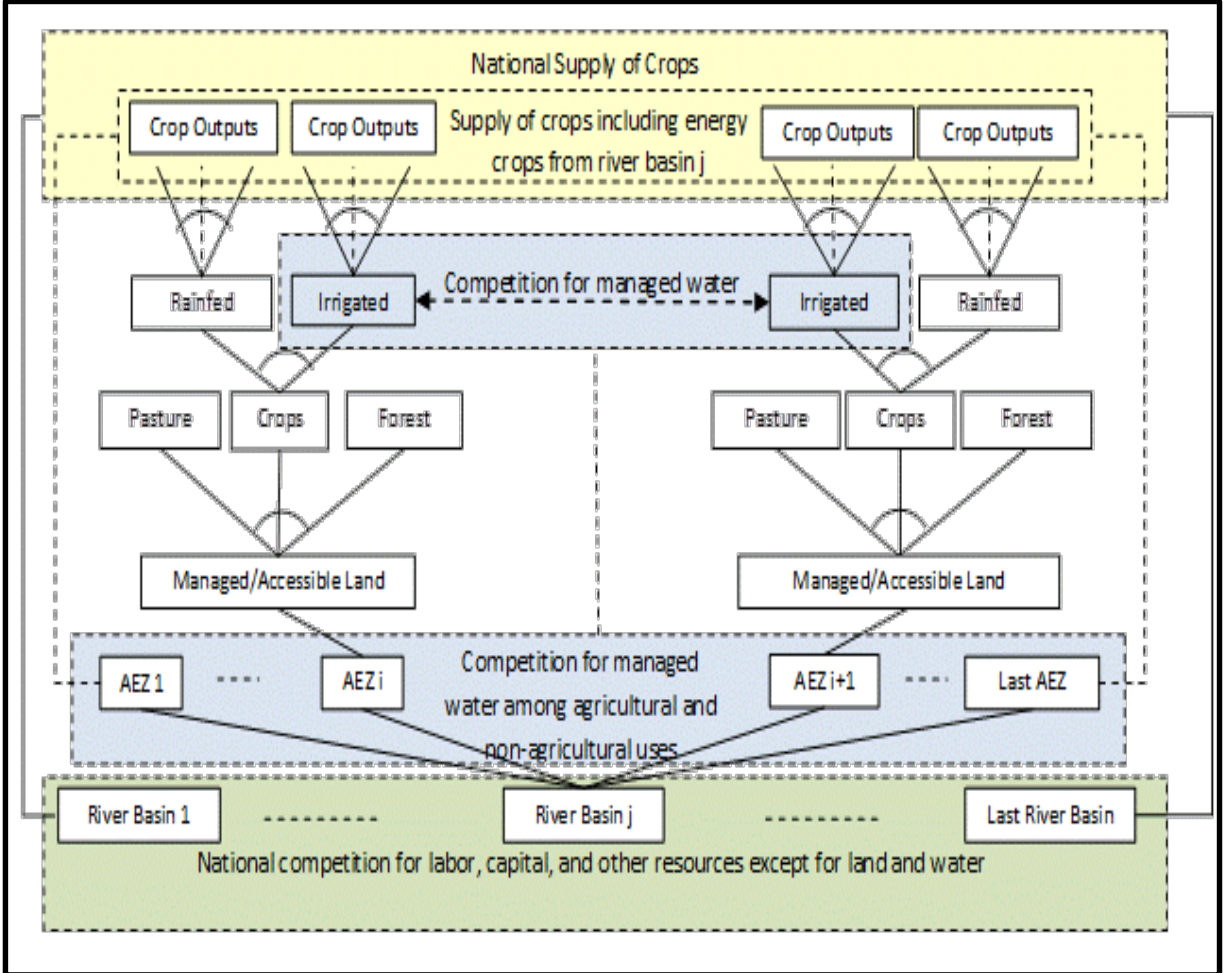 National Supply of Crops
Crop Outputs
Crop Outputs
Supply of crops including energy
crops from river basin j
Crop Outputs
Crop Outputs
Rainfed
Irrigated
Competition for managed water
Irrigated
Rainfed
Pasture
Crops
Forest
Pasture
Crops
Forest
Managed/Accessible Land
Managed/Accessible Land
AEZ 1
AEZ i
Competition for managed
water among agricultural and
non-agricultural uses
AEZ i+1
Last AEZ
River Basin 1
River Basin j
Last River Basin
National competition for labor, capital, and other resources except for land and water